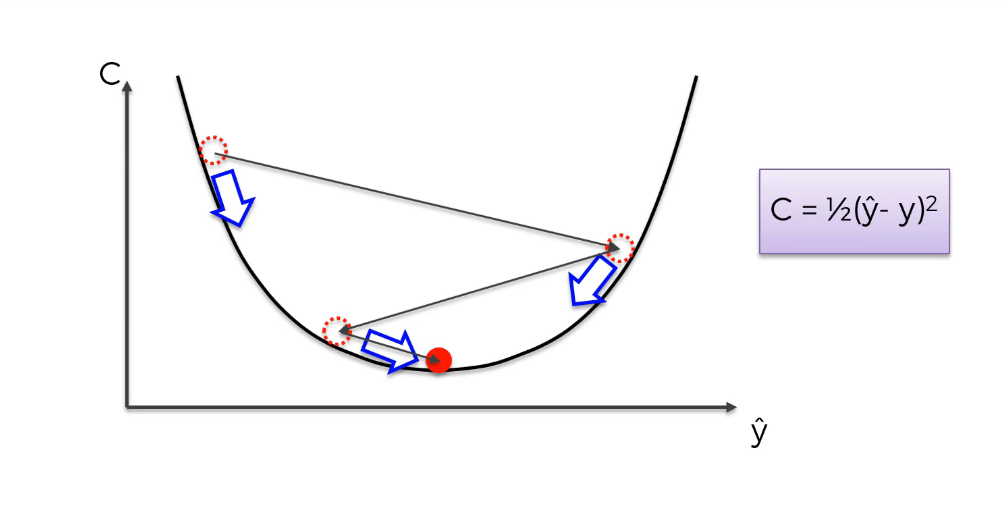 C
C = ½(ŷ- y)²
ŷ